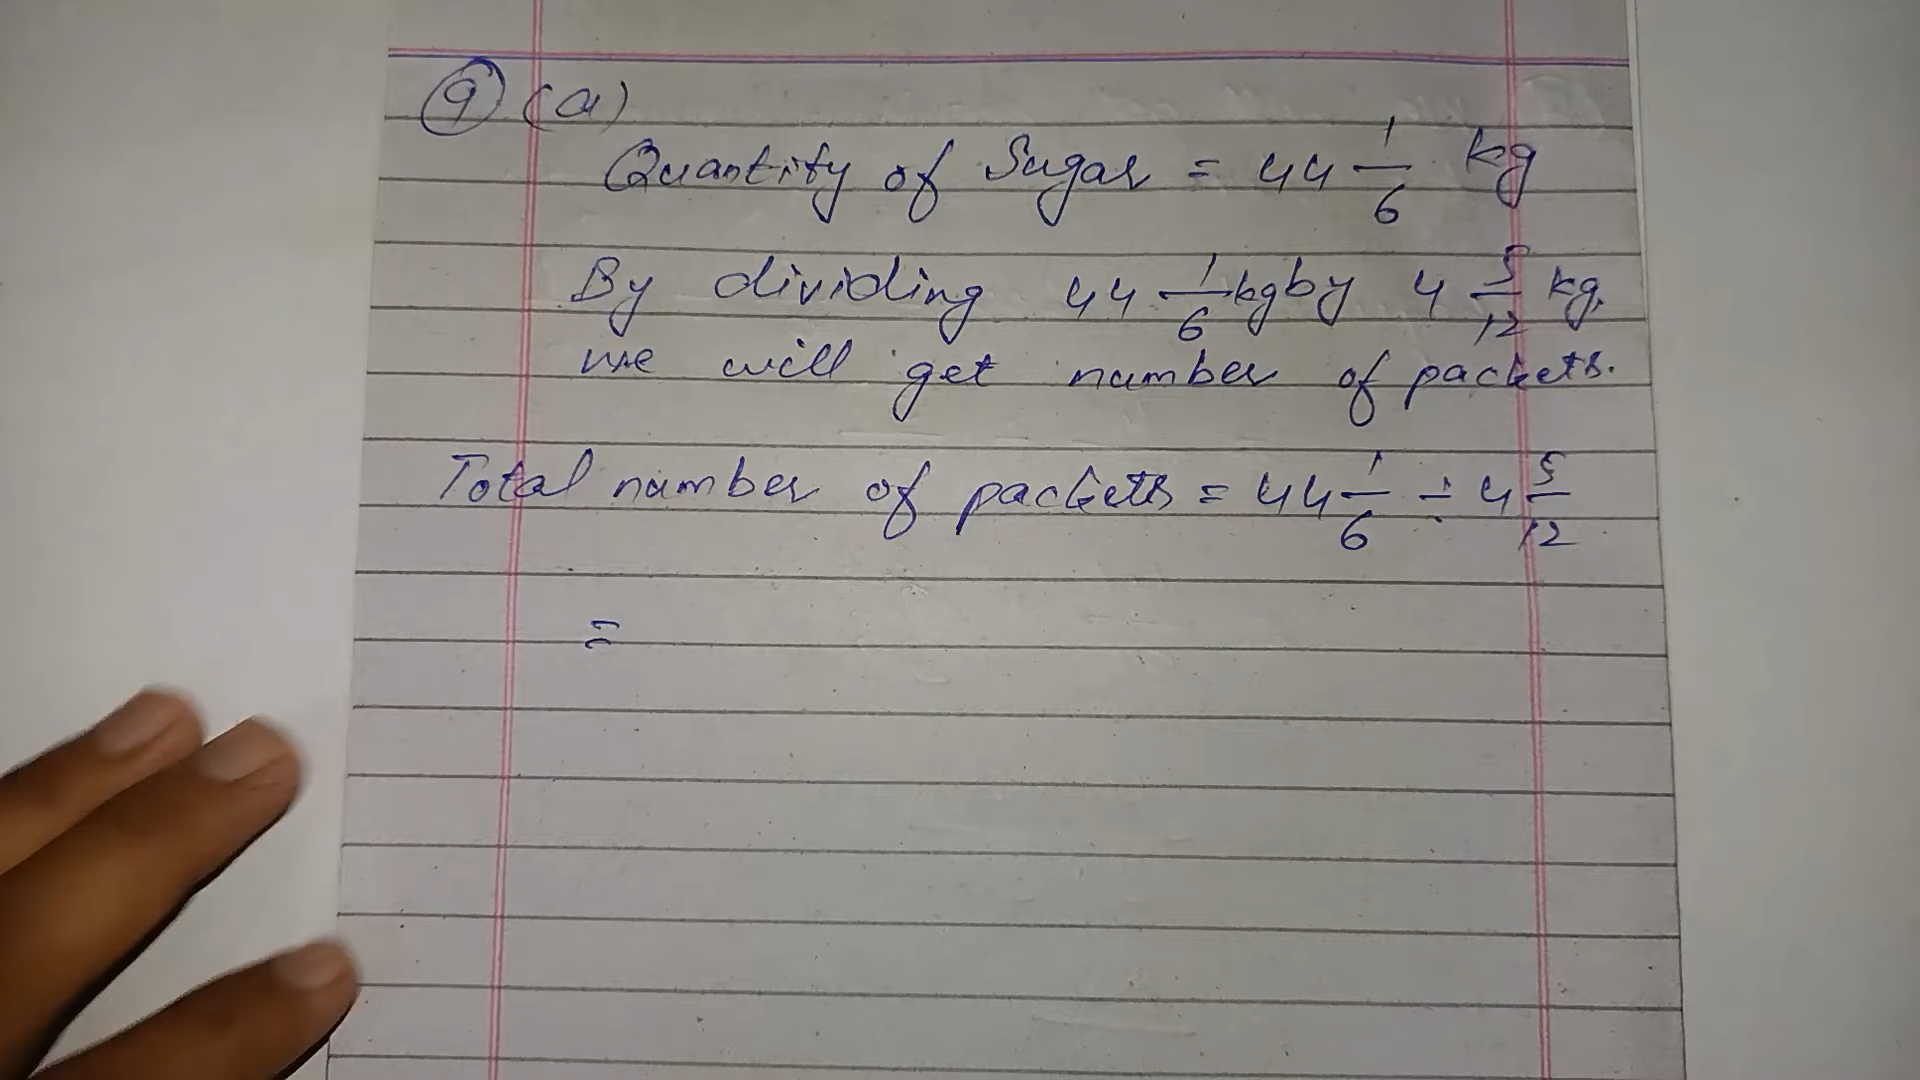 9 (a)
Quantity of Sugar = 44 1/6 kg
By dividing 44 1/6 kg by 4 5/12 kg,
we will get number of packets.
Total number of packets = 44 1/6 ÷ 4 5/12
=